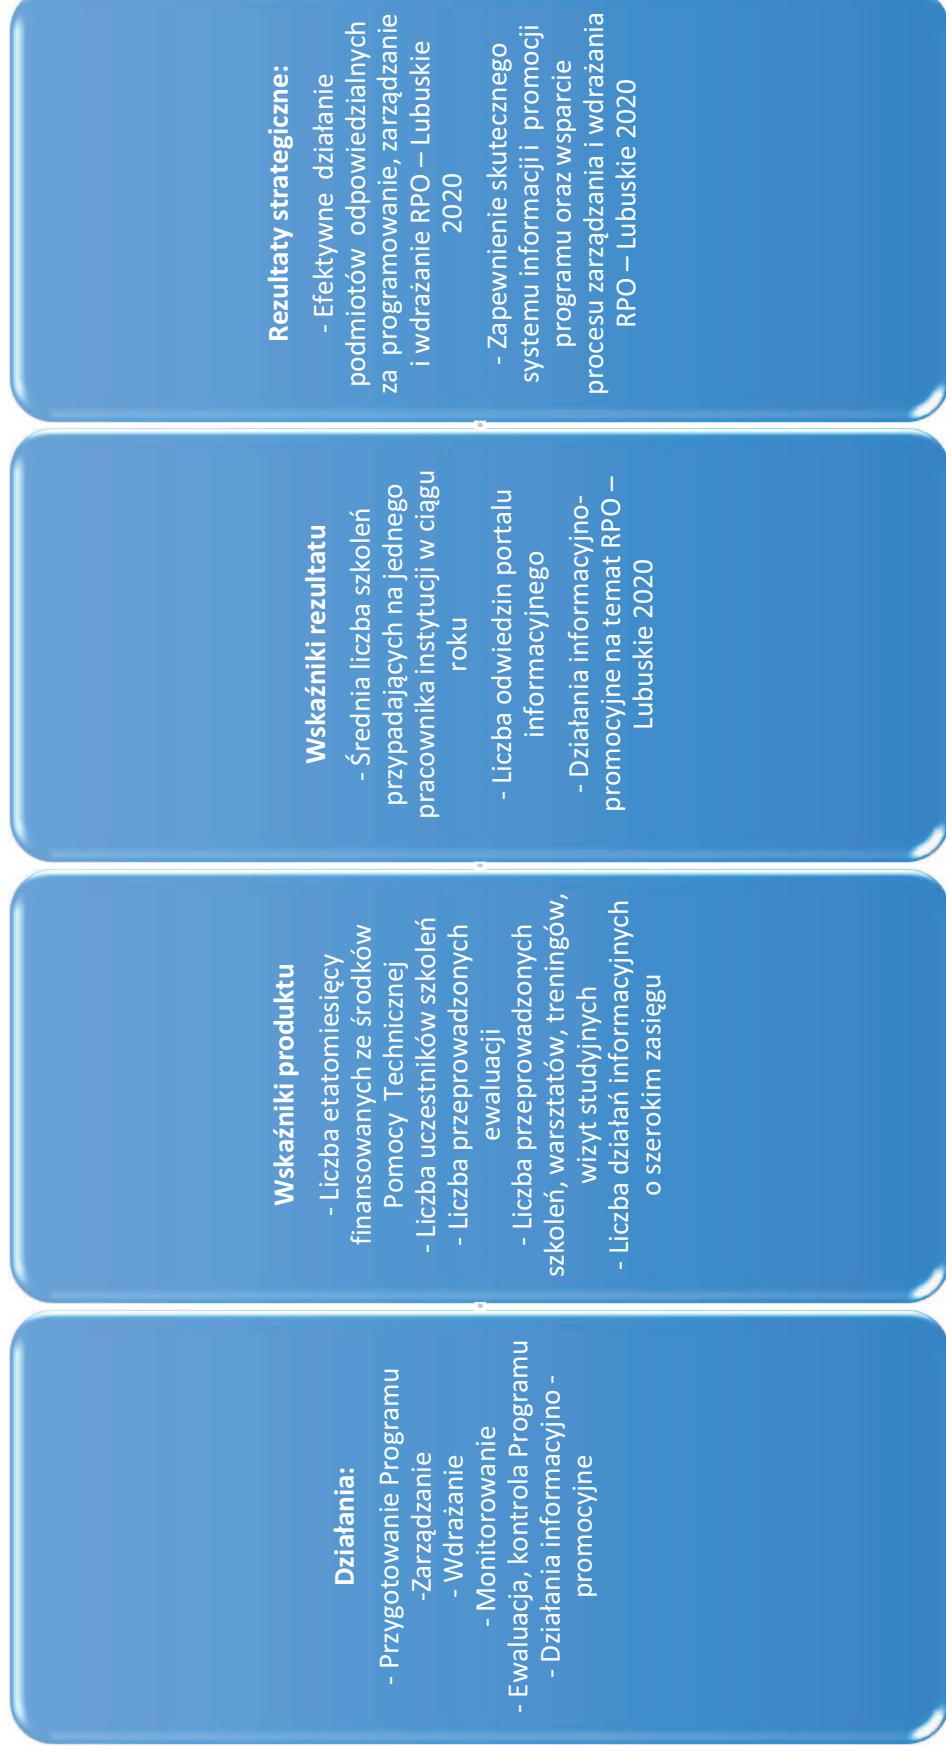 Działania:
- Przygotowanie Programu
-Zarządzanie
- Wdrażanie
- Monitorowanie
- Ewaluacja, kontrola Programu
- Działania informacyjno -
promocyjne
Wskaźniki produktu
- Liczba etatomiesięcy
finansowanych ze środków
Pomocy Technicznej
- Liczba uczestników szkoleń
- Liczba przeprowadzonych
ewaluacji
- Liczba przeprowadzonych
szkoleń, warsztatów, treningów,
wizyt studyjnych
- Liczba działań informacyjnych
o szerokim zasięgu
Wskaźniki rezultatu
- Średnia liczba szkoleń
przypadających na jednego
pracownika instytucji w ciągu
roku
- Liczba odwiedzin portalu
informacyjnego
- Działania informacyjno-
promocyjne na temat RPO –
Lubuskie 2020
Rezultaty strategiczne:
- Efektywne działanie
podmiotów odpowiedzialnych
za programowanie, zarządzanie
i wdrażanie RPO – Lubuskie
2020
- Zapewnienie skutecznego
systemu informacji i promocji
programu oraz wsparcie
procesu zarządzania i wdrażania
RPO – Lubuskie 2020